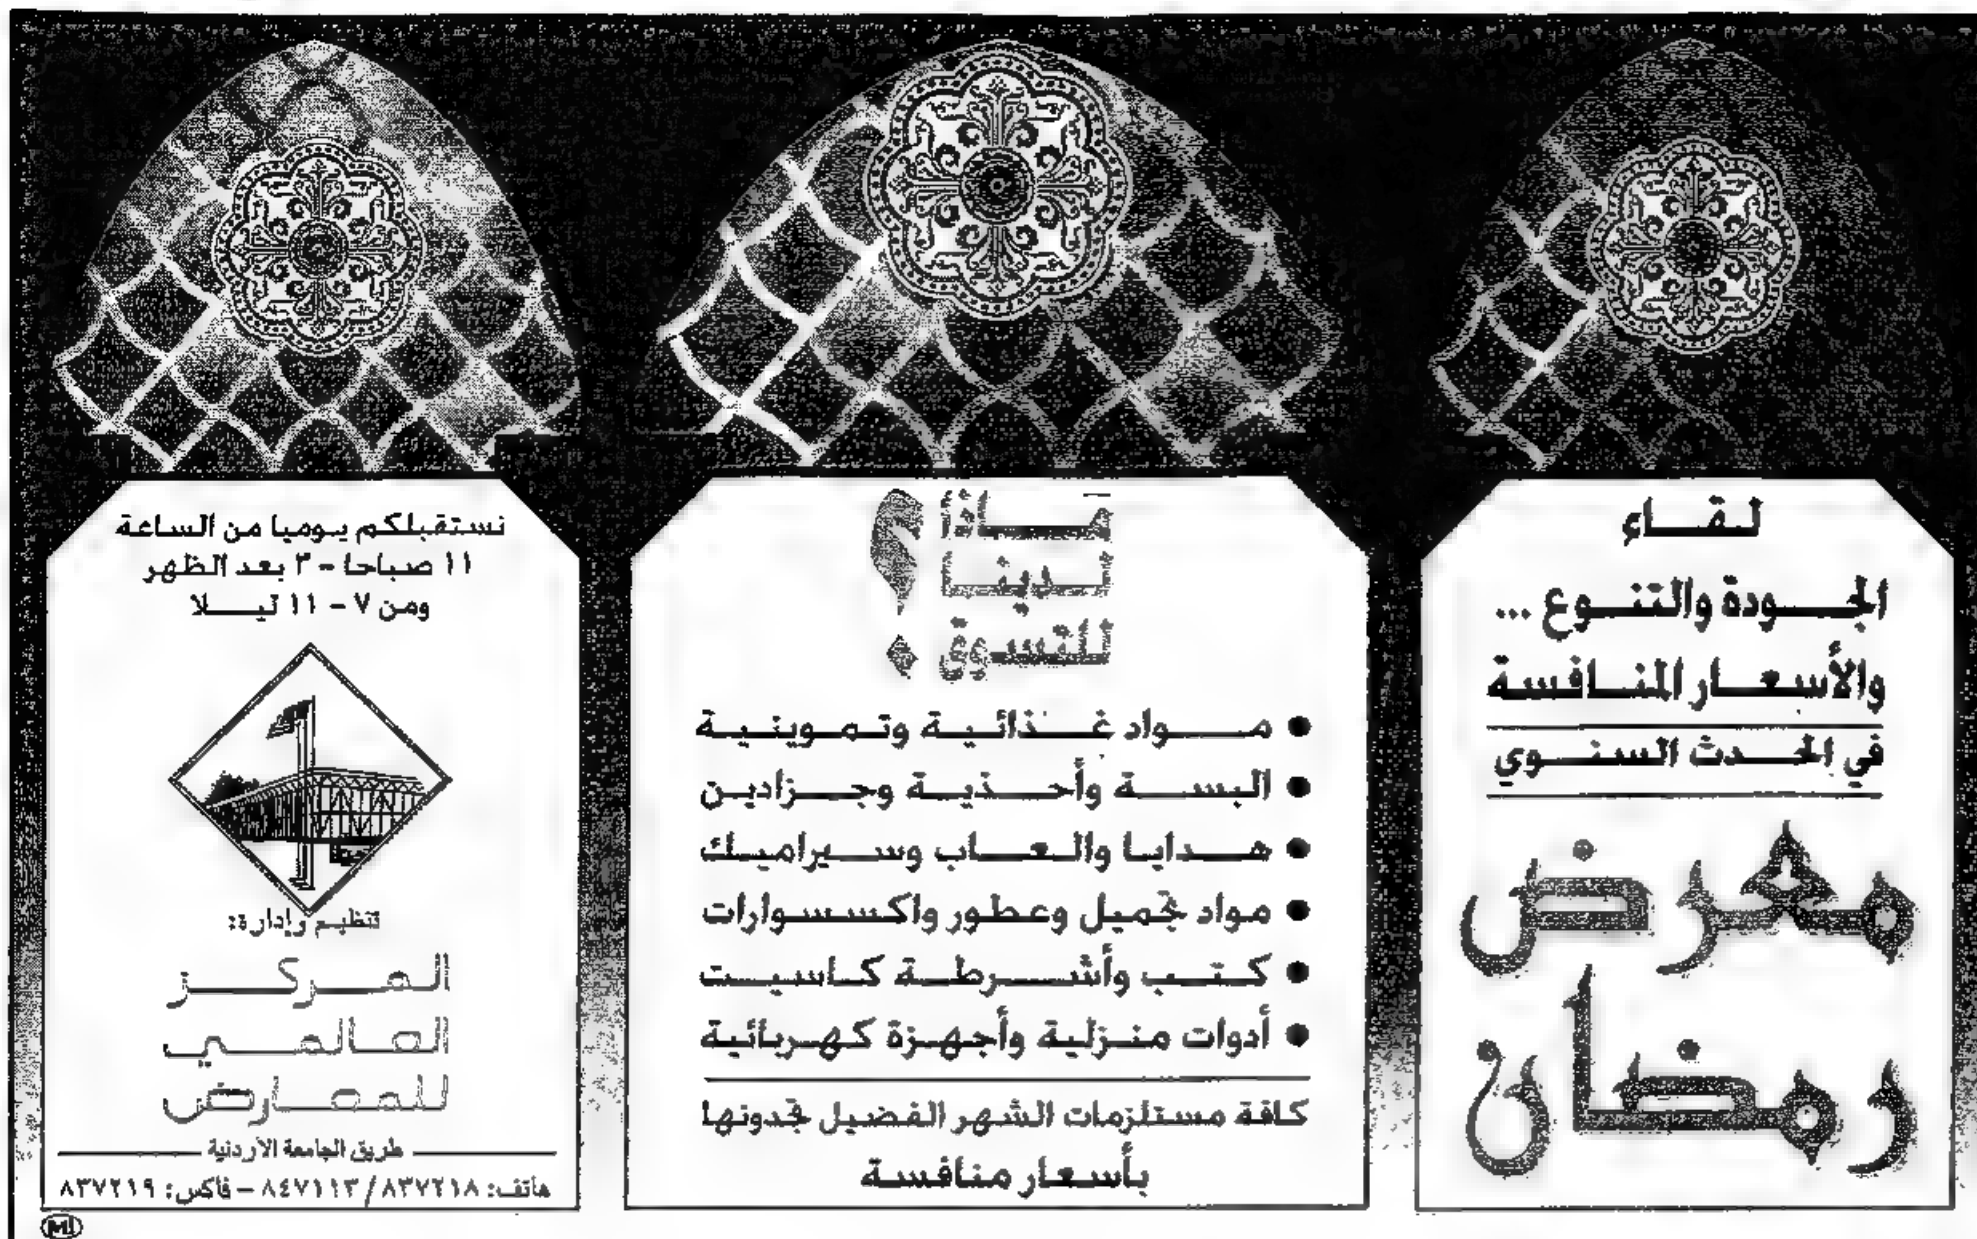 لقاء
الجودة والتنوع ...
والأسعار المنافسة
في الحدث السنوي
معرض
رمضان
ماذا
لدينا
للتسوق ؟
● مواد غذائية وتموينية
● البسة وأحذية وجزادين
● هدايا والعاب وسيراميك
● مواد تجميل وعطور واكسسوارات
● كتب وأشرطة كاسيت
● أدوات منزلية وأجهزة كهربائية
كافة مستلزمات الشهر الفضيل تجدونها
بأسعار منافسة
نستقبلكم يوميا من الساعة
١١ صباحا - ٣ بعد الظهر
ومن ٧ - ١١ ليلا
تنظيم وإدارة:
المركز
العالمي
للمعارض
طريق الجامعة الاردنية
هاتف: ٨٣٧٢١٨ / ٨٤٧١١٣ - فاكس: ٨٣٧٢١٩
MI